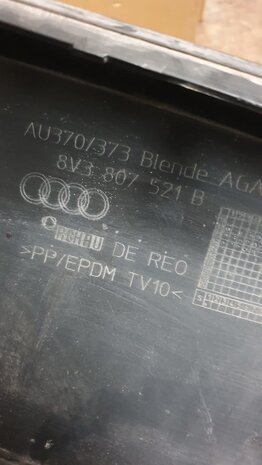 AU370/373 Blende AGA
8V3 807 521 B
REHAU DE REO
>PP/EPDM TV10<